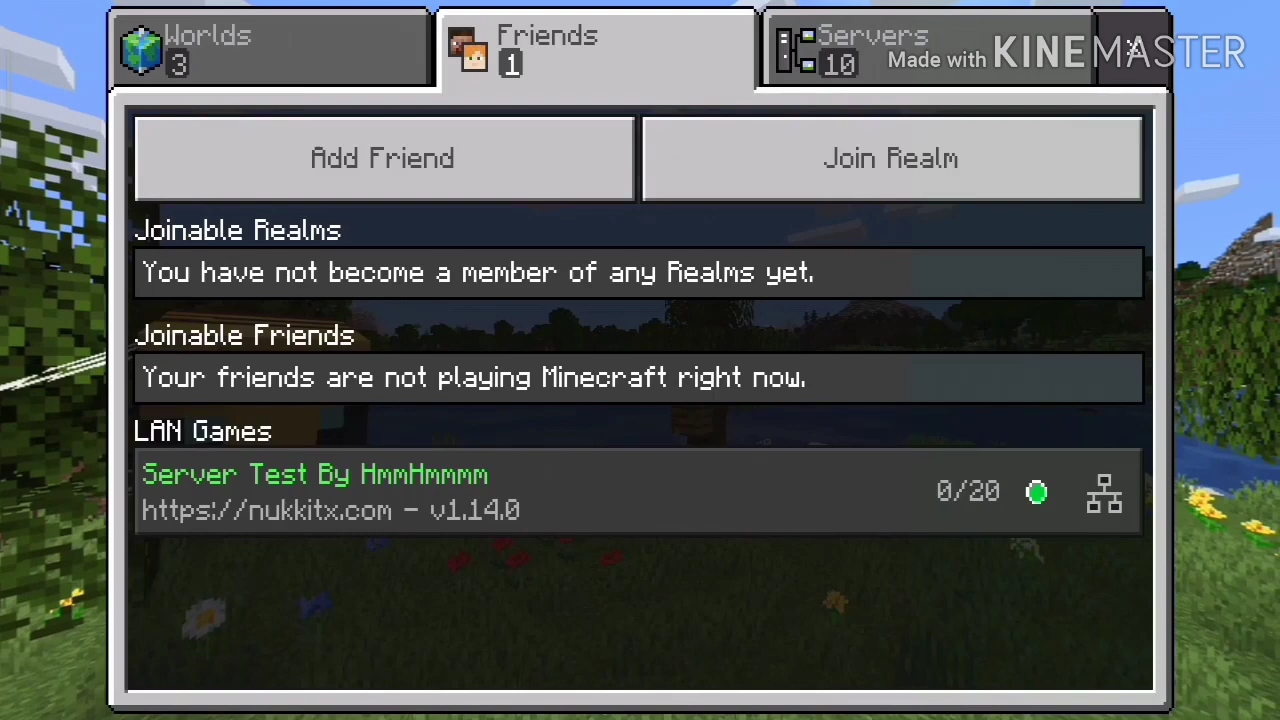 Worlds
3
Friends
1
Servers
10
Made with KINEMASTER
Add Friend
Join Realm
Joinable Realms
You have not become a member of any Realms yet.
Joinable Friends
Your friends are not playing Minecraft right now.
LAN Games
Server Test By HmmHmmmm
https://nukkitx.com - v1.14.0
0/20